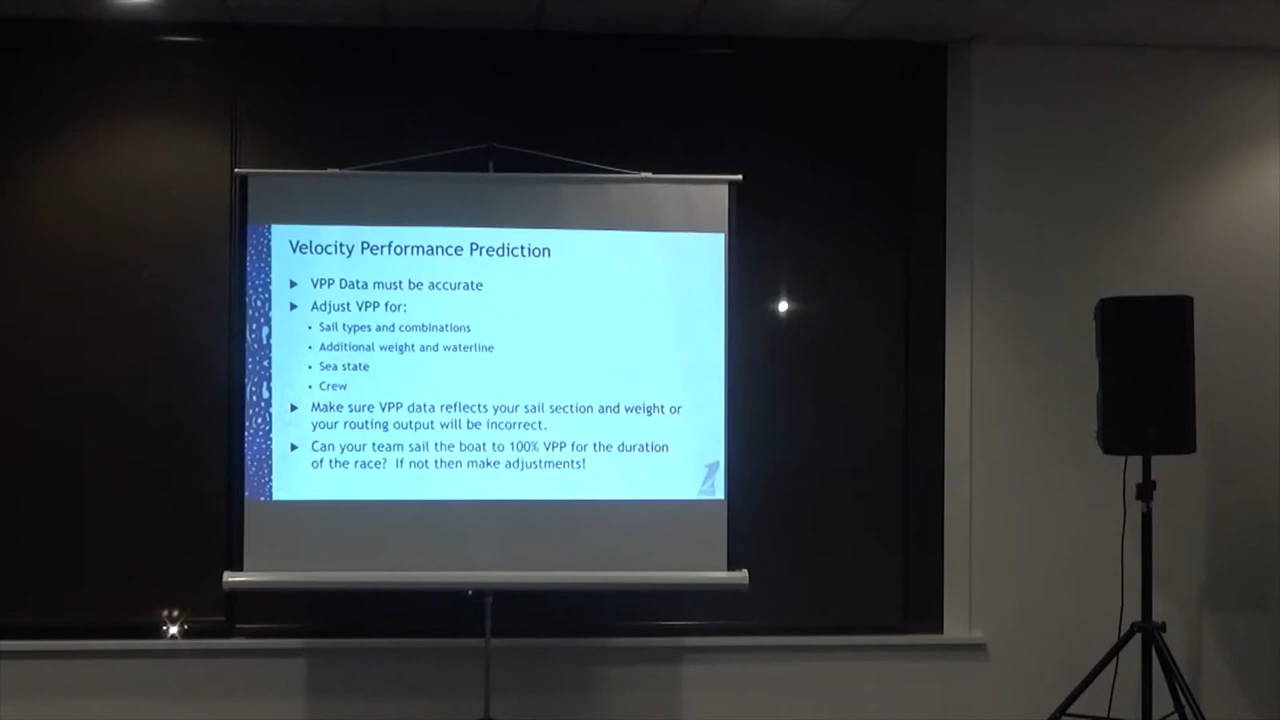 Velocity Performance Prediction
▶ VPP Data must be accurate
▶ Adjust VPP for:
• Sail types and combinations
• Additional weight and waterline
• Sea state
• Crew
▶ Make sure VPP data reflects your sail section and weight or
your routing output will be incorrect.
▶ Can your team sail the boat to 100% VPP for the duration
of the race? If not then make adjustments!